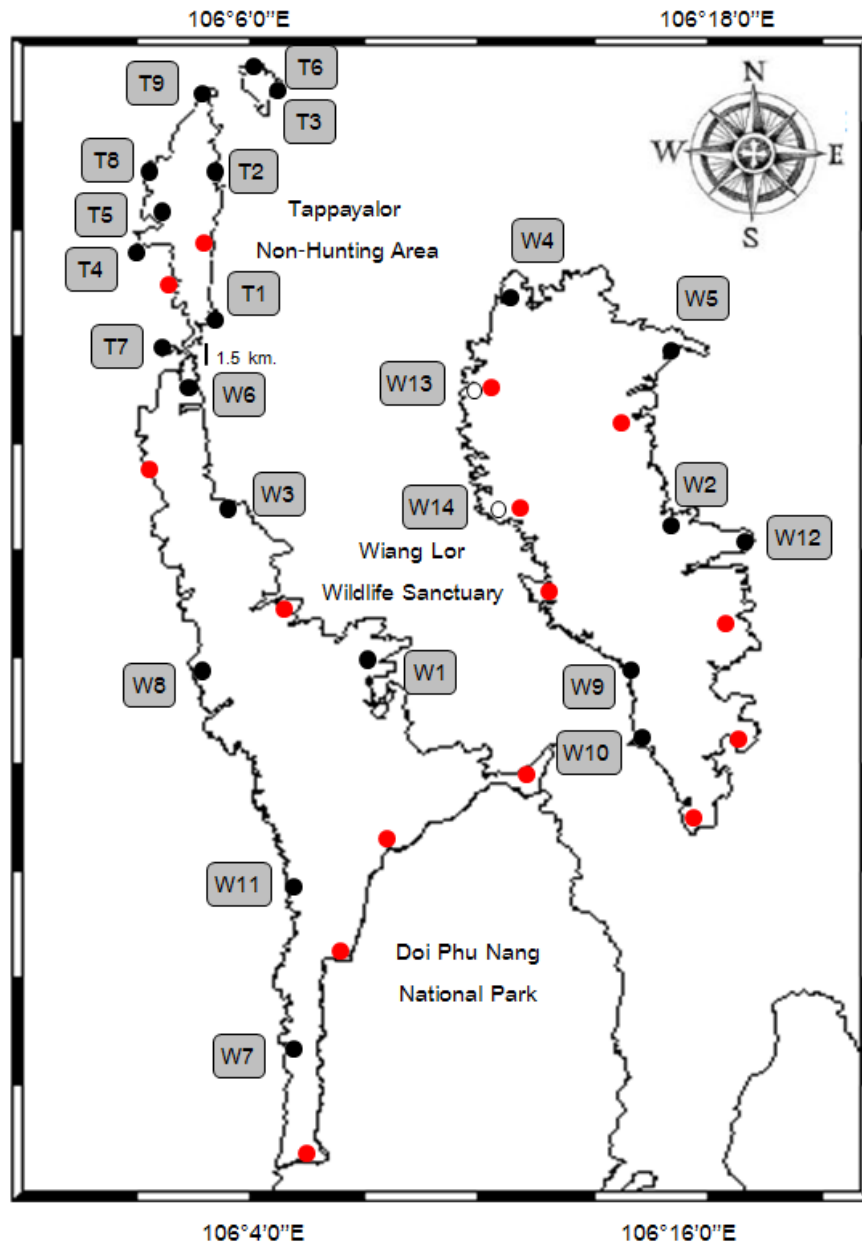 106°6'0"E
106°18'0"E
T6
T9
T3
N
W
E
S
T8
T2
T5
Tappayalor
Non-Hunting Area
W4
T4
T1
W5
T7
1.5 km.
W6
W13
W3
W14
W2
W12
Wiang Lor
Wildlife Sanctuary
W8
W1
W9
W10
W11
Doi Phu Nang
National Park
W7
106°4'0"E
106°16'0"E